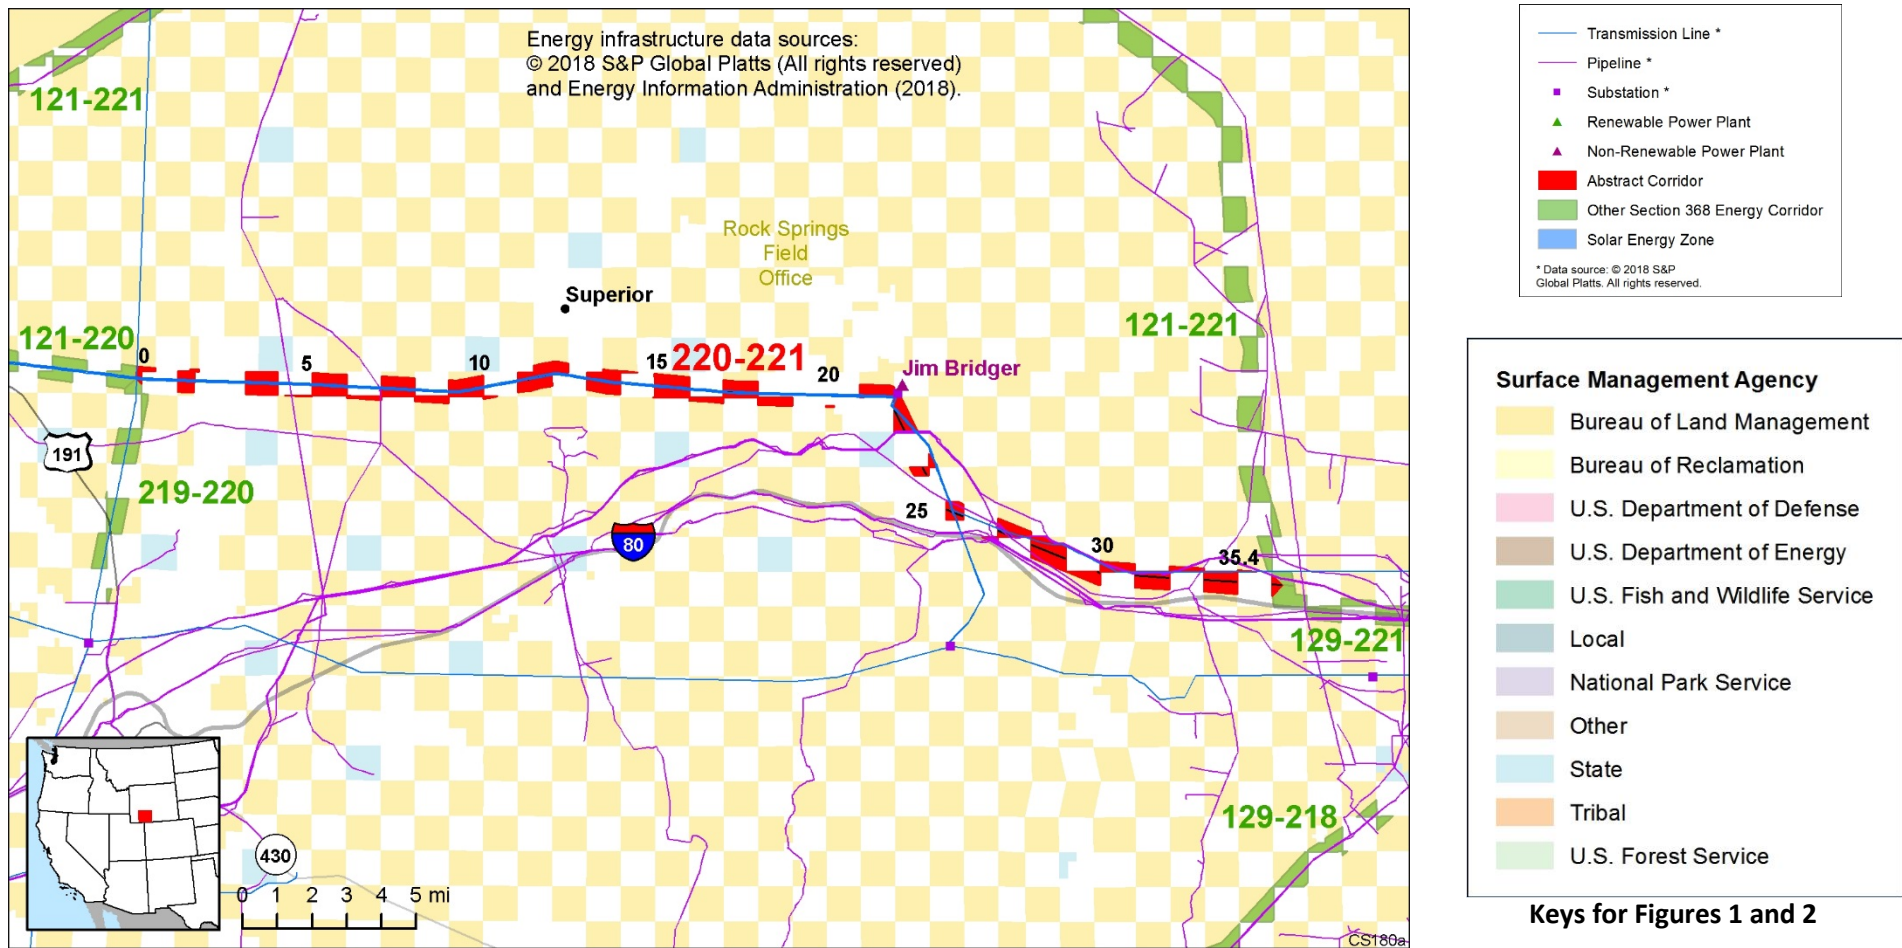 Energy infrastructure data sources:
© 2018 S&P Global Platts (All rights reserved)
and Energy Information Administration (2018).
121-221
Rock Springs
Field
Office
Superior
121-220
0
5
10
15
220-221
20
Jim Bridger
121-221
191
219-220
25
80
30
35.4
129-221
129-218
430
0 1 2 3 4 5 mi
CS180a
Transmission Line *
Pipeline *
Substation *
Renewable Power Plant
Non-Renewable Power Plant
Abstract Corridor
Other Section 368 Energy Corridor
Solar Energy Zone
* Data source: © 2018 S&P
Global Platts. All rights reserved.
Surface Management Agency
Bureau of Land Management
Bureau of Reclamation
U.S. Department of Defense
U.S. Department of Energy
U.S. Fish and Wildlife Service
Local
National Park Service
Other
State
Tribal
U.S. Forest Service
Keys for Figures 1 and 2